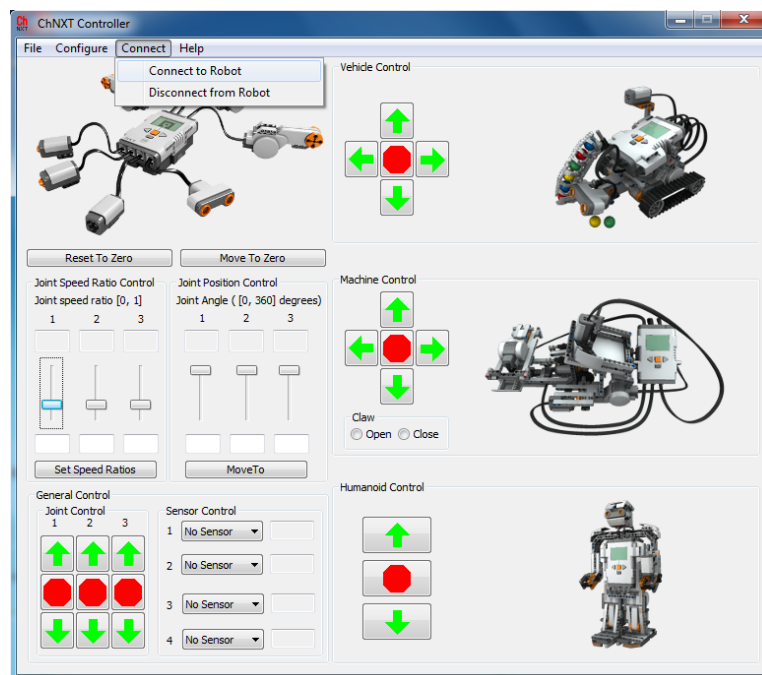 Ch
NXT
ChNXT Controller
File Configure Connect Help
Connect to Robot
Disconnect from Robot
Reset To Zero
Move To Zero
Joint Speed Ratio Control
Joint speed ratio [0, 1]
1 2 3
Set Speed Ratios
Joint Position Control
Joint Angle ( [0, 360] degrees)
1 2 3
MoveTo
General Control
Joint Control
1 2 3
Sensor Control
1 No Sensor
2 No Sensor
3 No Sensor
4 No Sensor
Vehicle Control
Machine Control
Claw
Open Close
Humanoid Control